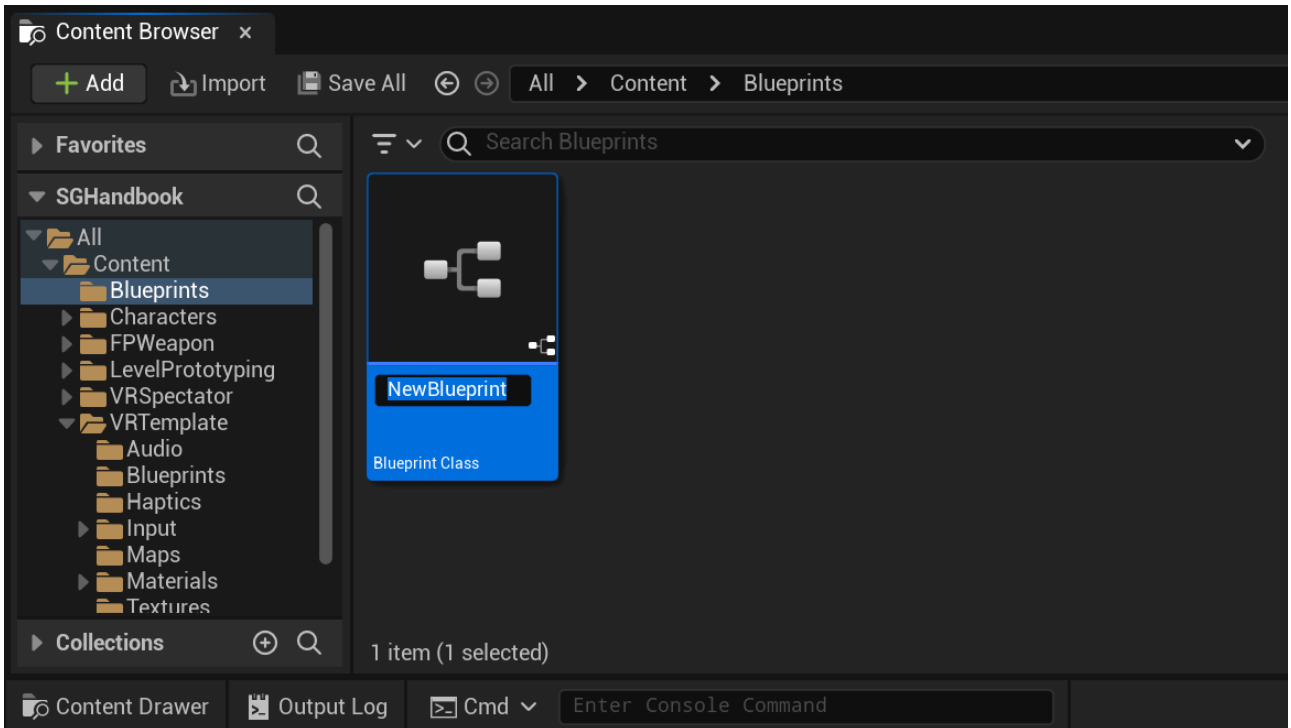 Content Browser
Add Import Save All All Content Blueprints
Favorites
Search Blueprints
SGHandbook
All
Content
Blueprints
Characters
FPWeapon
LevelPrototyping
VRSpectator
VRTemplate
Audio
Blueprints
Haptics
Input
Maps
Materials
Textures
Collections
NewBlueprint
Blueprint Class
1 item (1 selected)
Content Drawer Output Log Cmd Enter Console Command